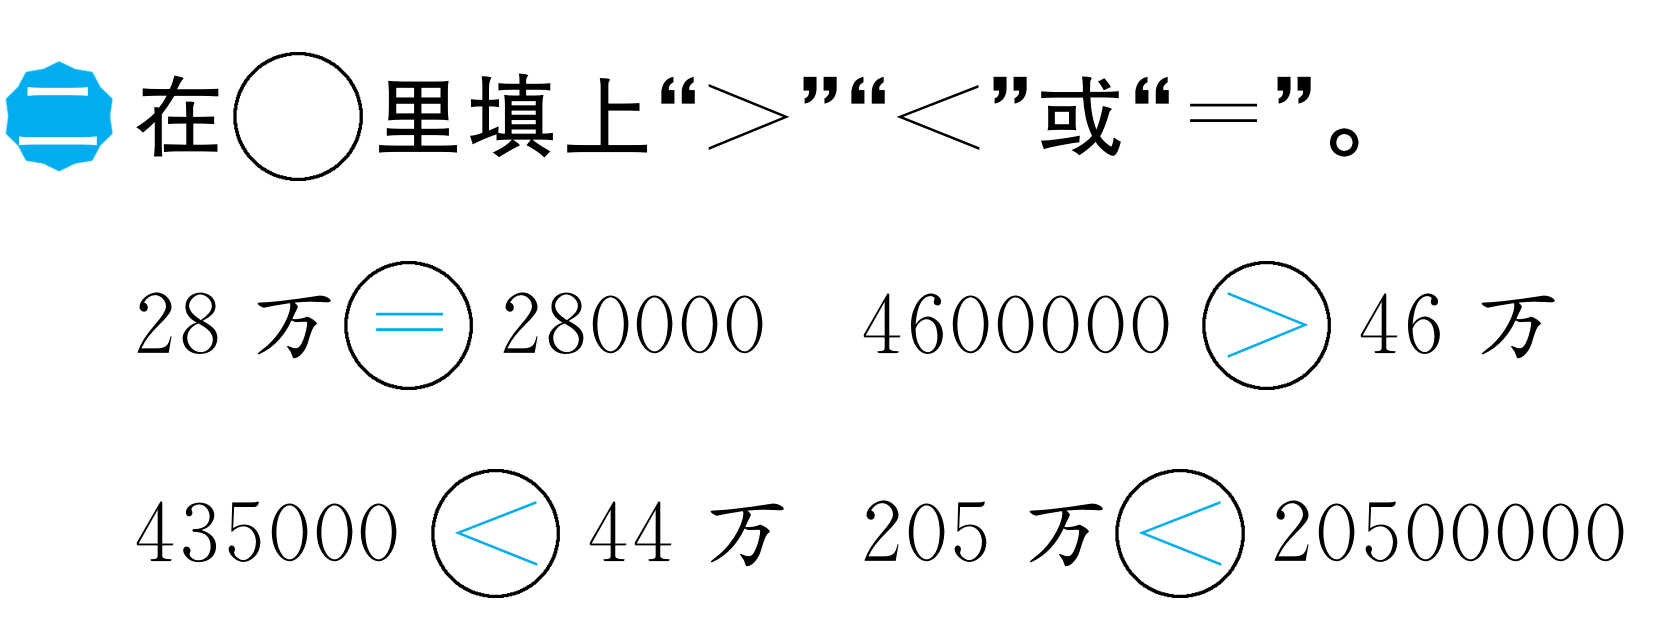 二 在○里填上“>”“<”或“=”。
28 万 = 280000 4600000 > 46 万
435000 < 44 万 205 万 < 20500000